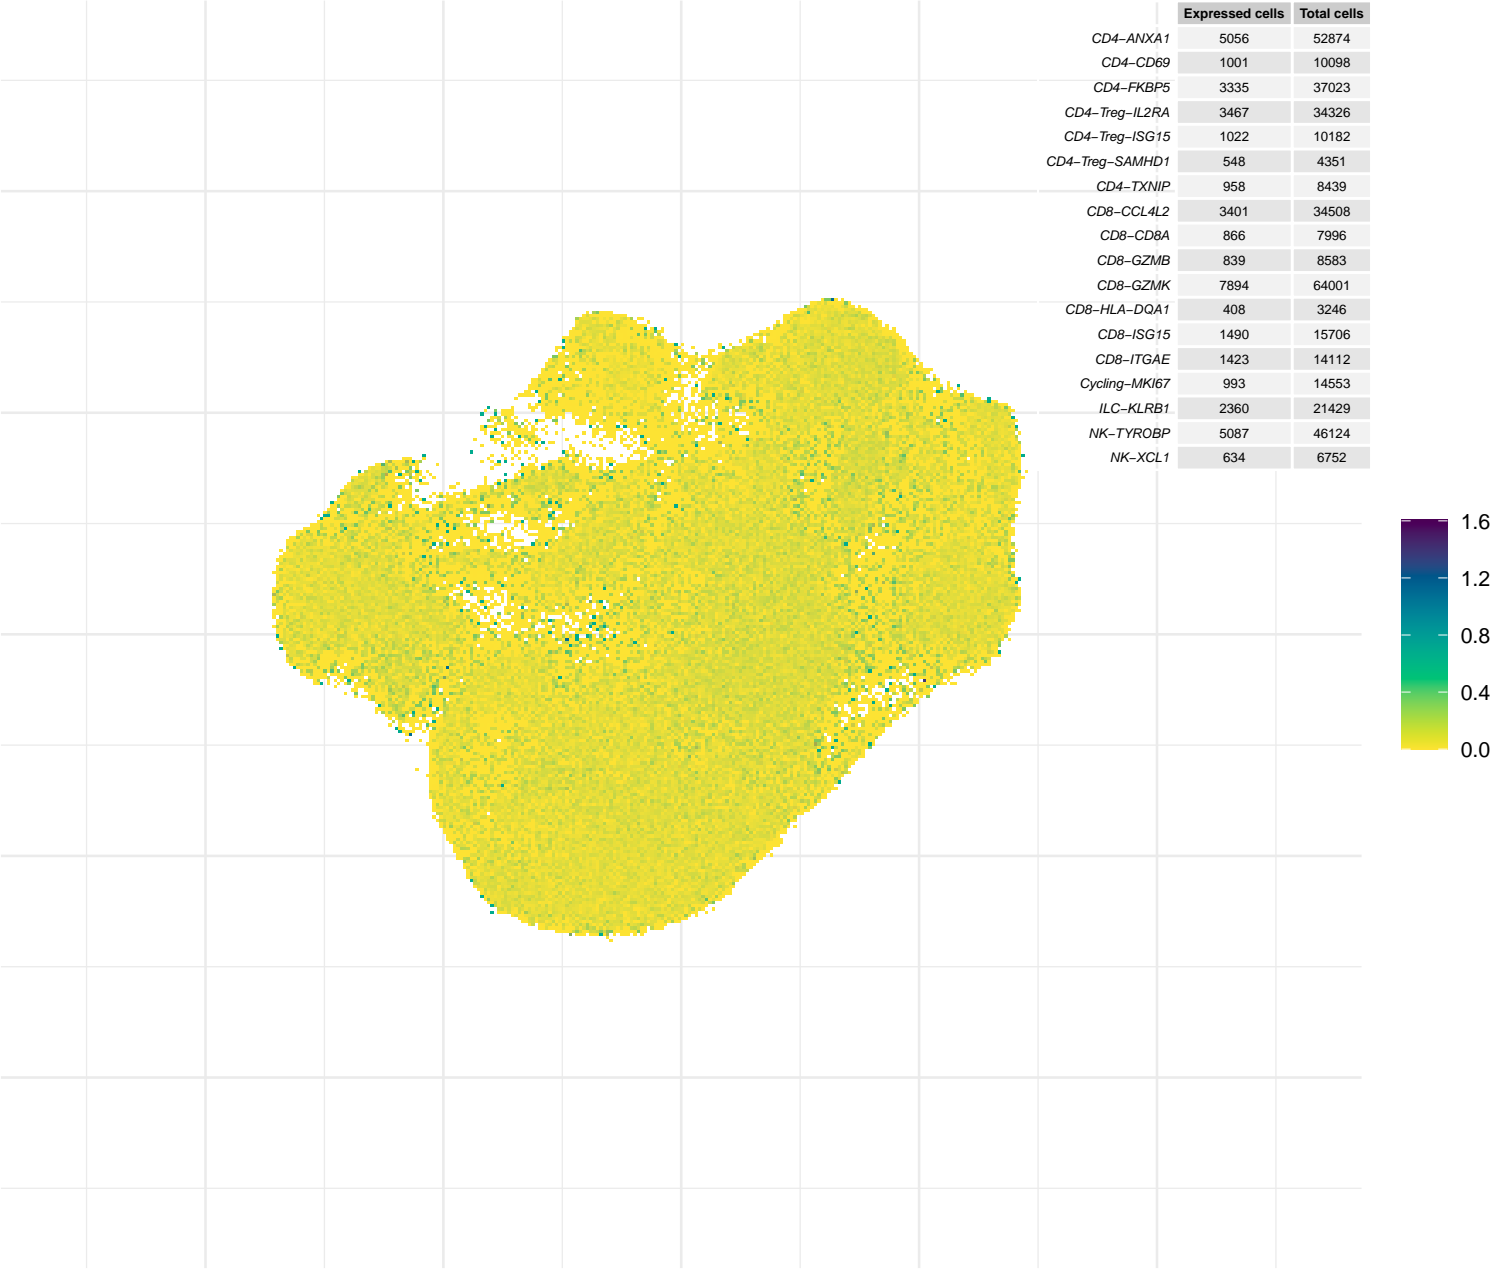 Expressed cells Total cells
CD4−ANXA1 5056 52874
CD4−CD69 1001 10098
CD4−FKBP5 3335 37023
CD4−Treg−IL2RA 3467 34326
CD4−Treg−ISG15 1022 10182
CD4−Treg−SAMHD1 548 4351
CD4−TXNIP 958 8439
CD8−CCL4L2 3401 34508
CD8−CD8A 866 7996
CD8−GZMB 839 8583
CD8−GZMK 7894 64001
CD8−HLA−DQA1 408 3246
CD8−ISG15 1490 15706
CD8−ITGAE 1423 14112
Cycling−MKI67 993 14553
ILC−KLRB1 2360 21429
NK−TYROBP 5087 46124
NK−XCL1 634 6752
1.6
1.2
0.8
0.4
0.0